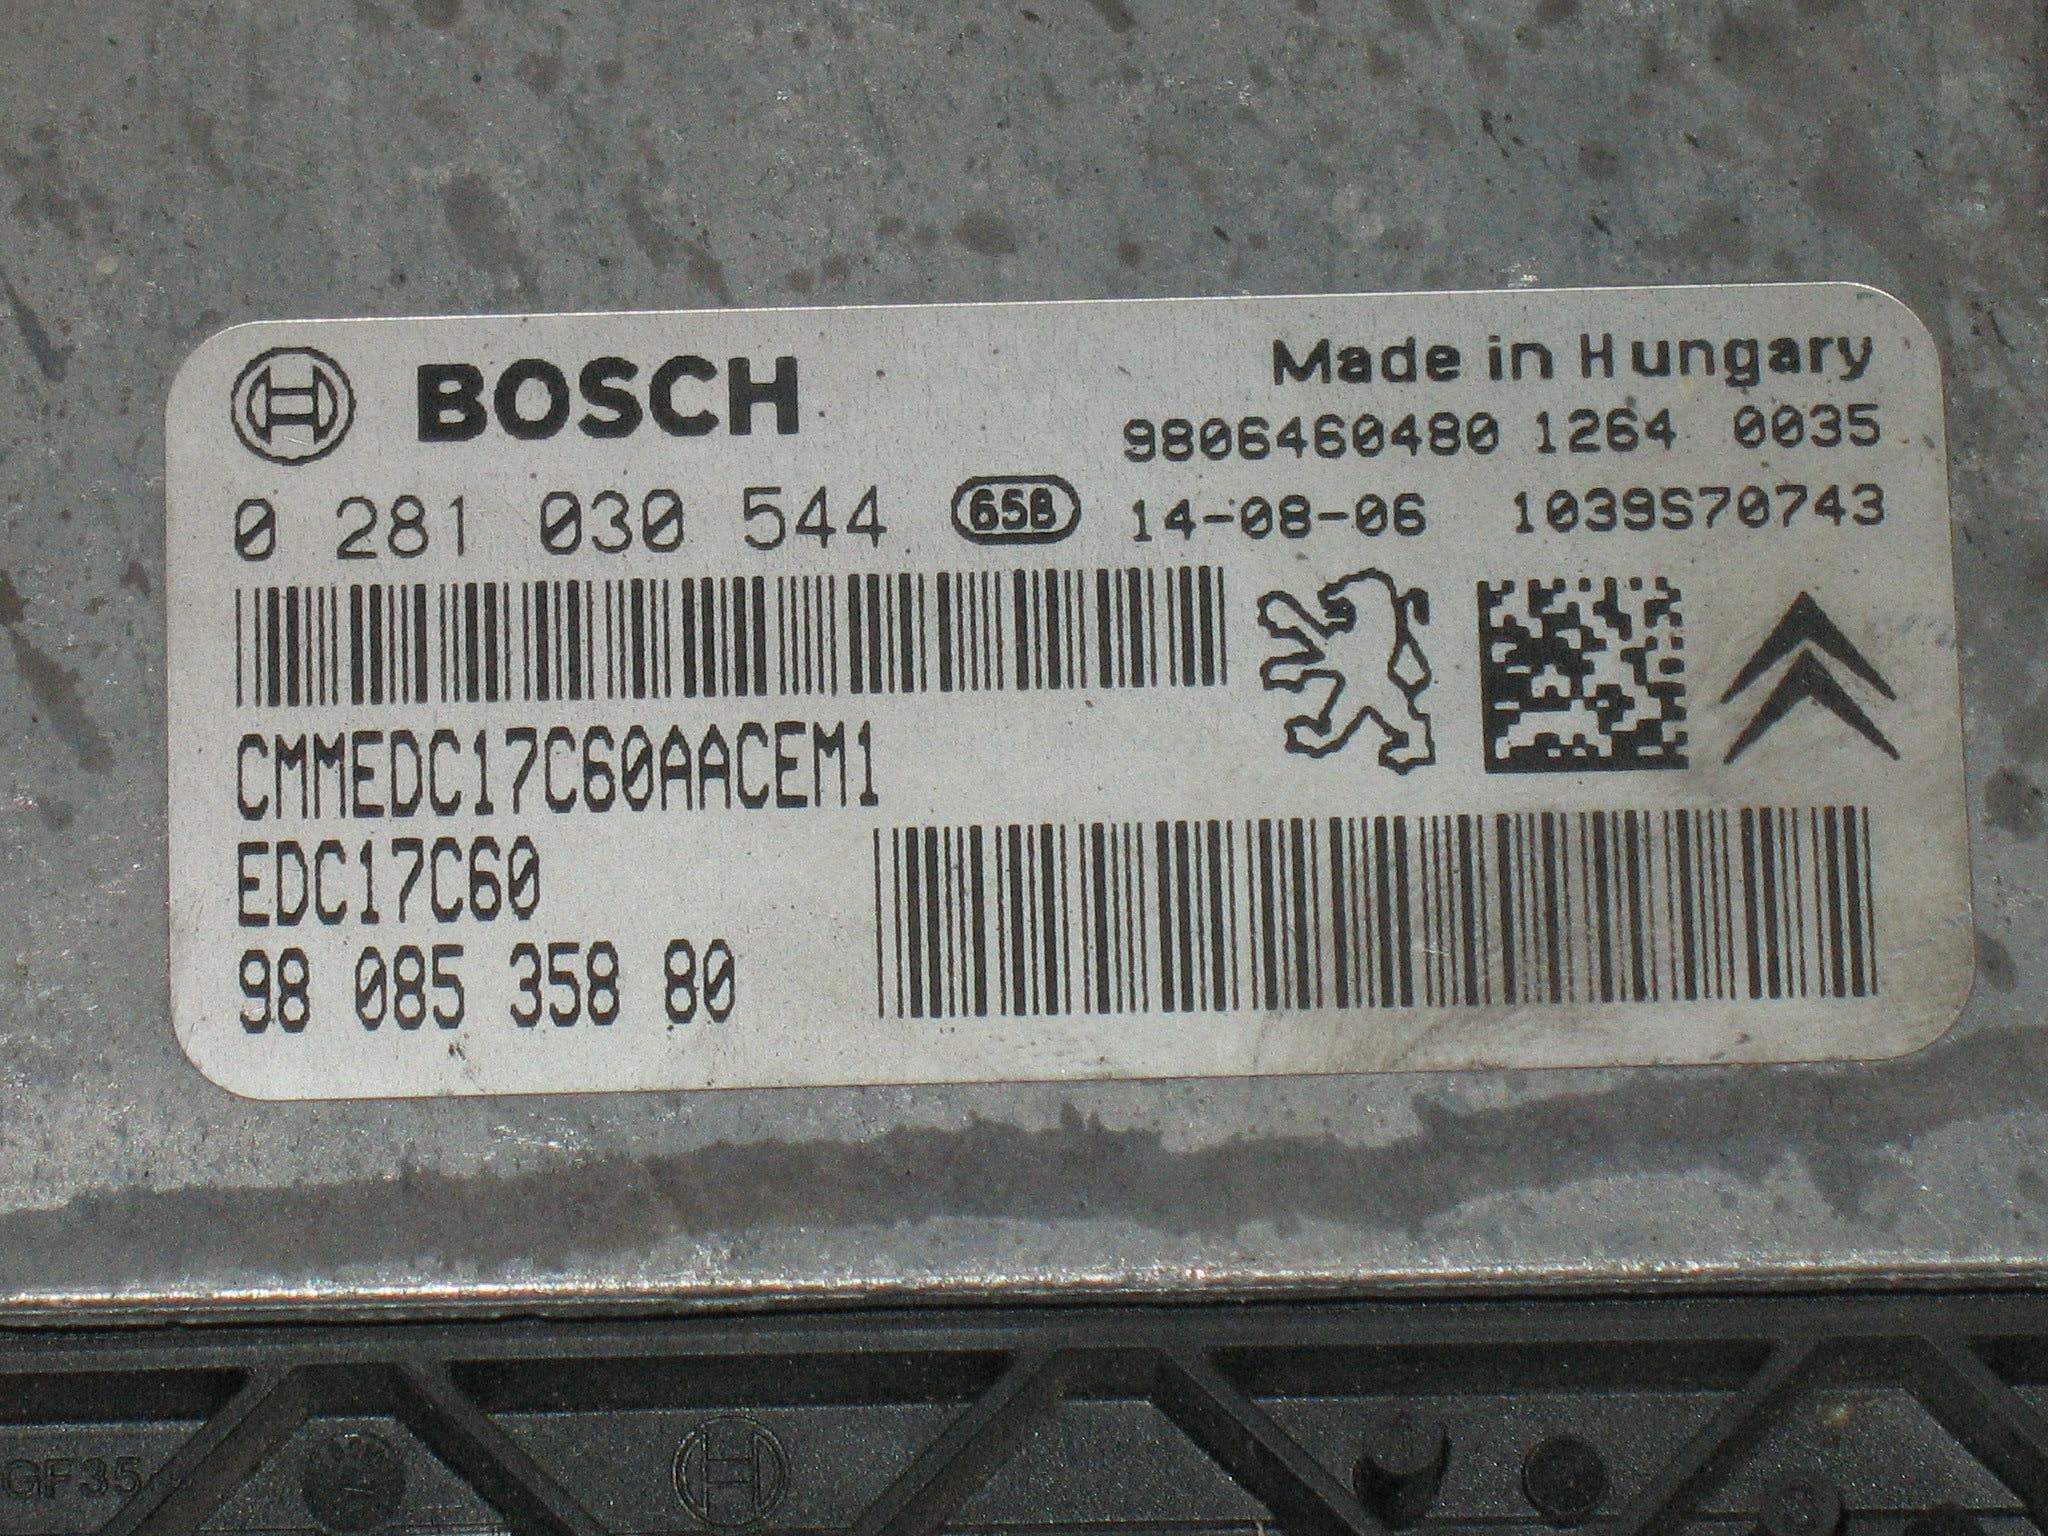 BOSCH
Made in Hungary
9806460480 1264 0035
0 281 030 544 658 14-08-06 1039S70743
CMMEDC17C60AACEM1
EDC17C60
98 085 358 80
GF35